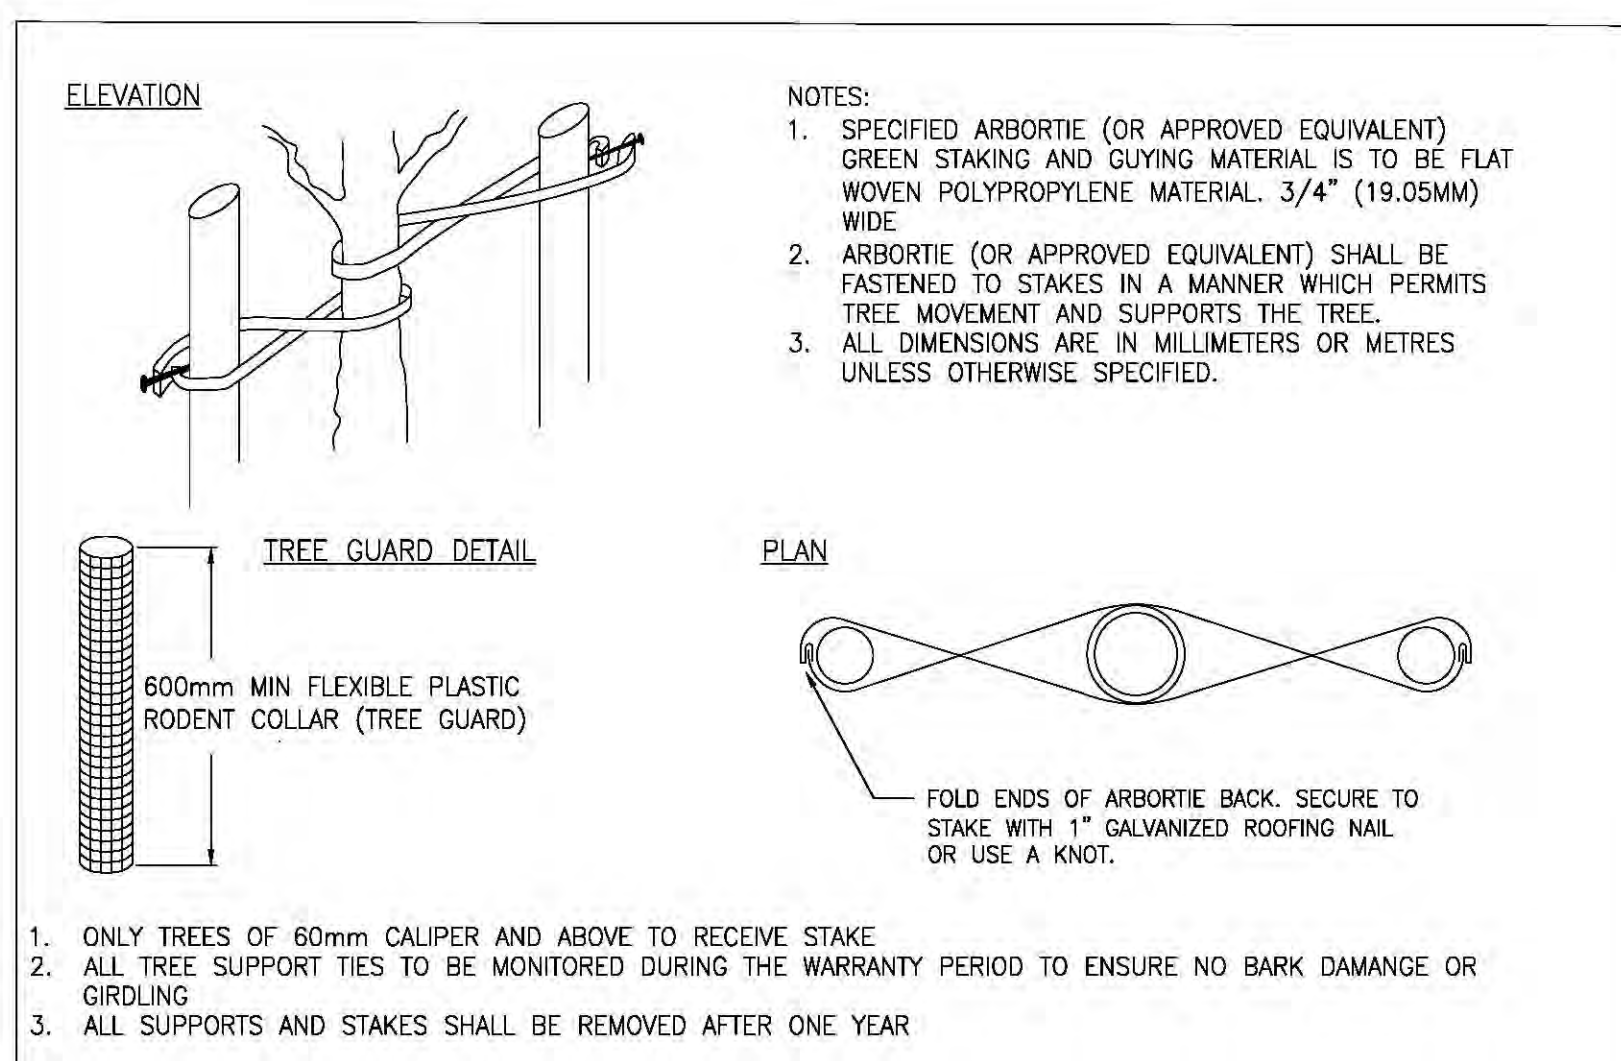 ELEVATION
NOTES:
1. SPECIFIED ARBORTIE (OR APPROVED EQUIVALENT)
GREEN STAKING AND GUYING MATERIAL IS TO BE FLAT
WOVEN POLYPROPYLENE MATERIAL. 3/4" (19.05MM)
WIDE
2. ARBORTIE (OR APPROVED EQUIVALENT) SHALL BE
FASTENED TO STAKES IN A MANNER WHICH PERMITS
TREE MOVEMENT AND SUPPORTS THE TREE.
3. ALL DIMENSIONS ARE IN MILLIMETERS OR METRES
UNLESS OTHERWISE SPECIFIED.
TREE GUARD DETAIL
600mm MIN FLEXIBLE PLASTIC
RODENT COLLAR (TREE GUARD)
PLAN
FOLD ENDS OF ARBORTIE BACK. SECURE TO
STAKE WITH 1" GALVANIZED ROOFING NAIL
OR USE A KNOT.
1. ONLY TREES OF 60mm CALIPER AND ABOVE TO RECEIVE STAKE
2. ALL TREE SUPPORT TIES TO BE MONITORED DURING THE WARRANTY PERIOD TO ENSURE NO BARK DAMANGE OR
GIRDLING
3. ALL SUPPORTS AND STAKES SHALL BE REMOVED AFTER ONE YEAR